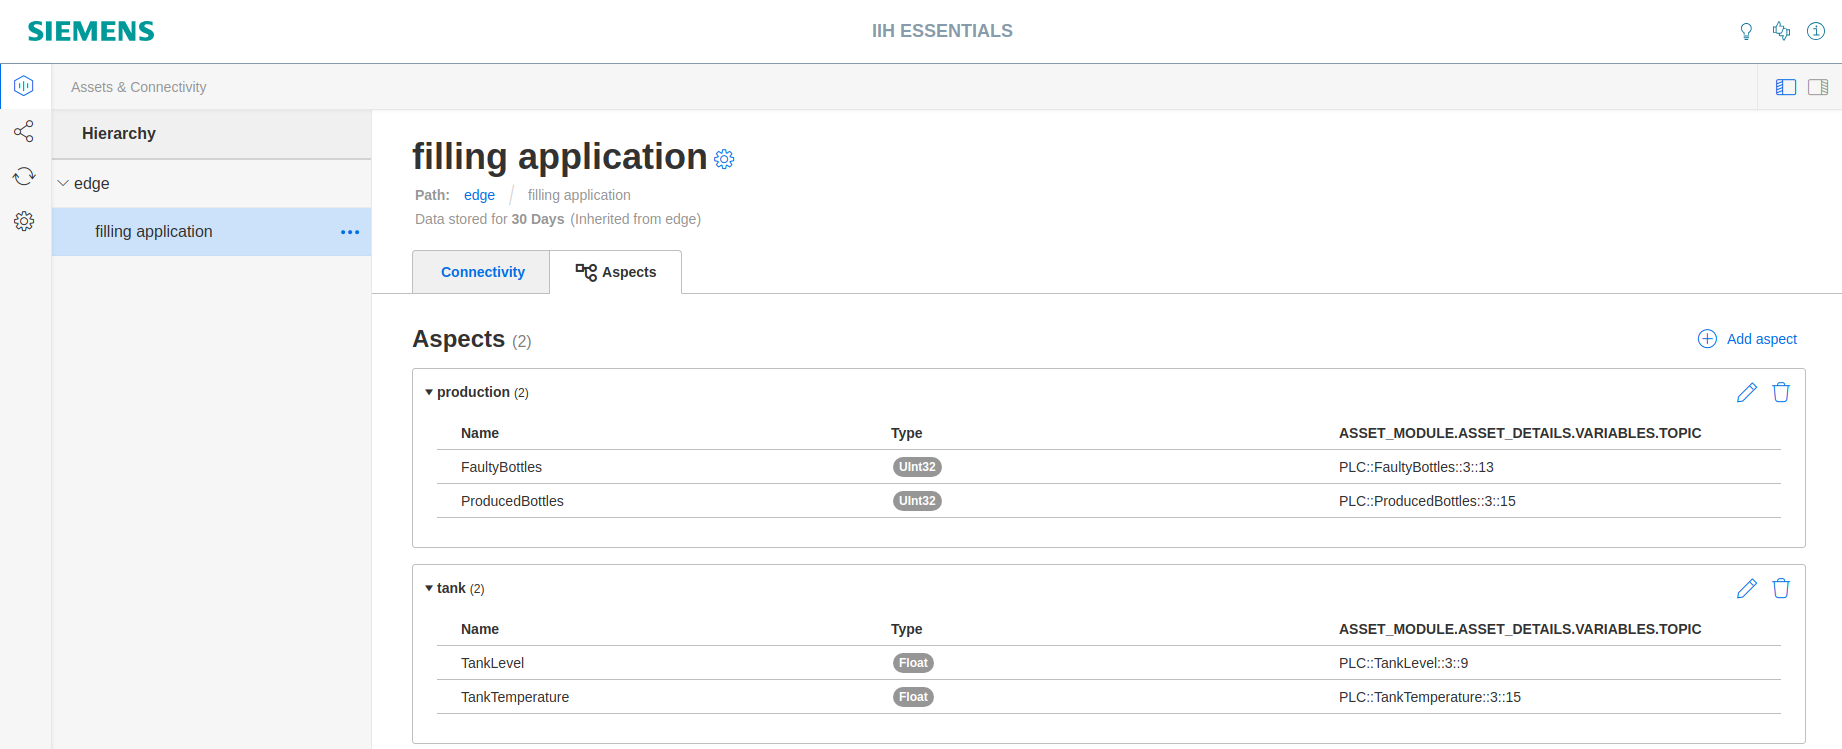 SIEMENS
IIH ESSENTIALS
Assets & Connectivity
Hierarchy
edge
filling application
filling application
Path: edge filling application
Data stored for 30 Days (Inherited from edge)
Connectivity Aspects
Aspects (2)
Add aspect
production (2)
Name Type ASSET_MODULE.ASSET_DETAILS.VARIABLES.TOPIC
FaultyBottles UInt32 PLC::FaultyBottles::3::13
ProducedBottles UInt32 PLC::ProducedBottles::3::15
tank (2)
Name Type ASSET_MODULE.ASSET_DETAILS.VARIABLES.TOPIC
TankLevel Float PLC::TankLevel::3::9
TankTemperature Float PLC::TankTemperature::3::15